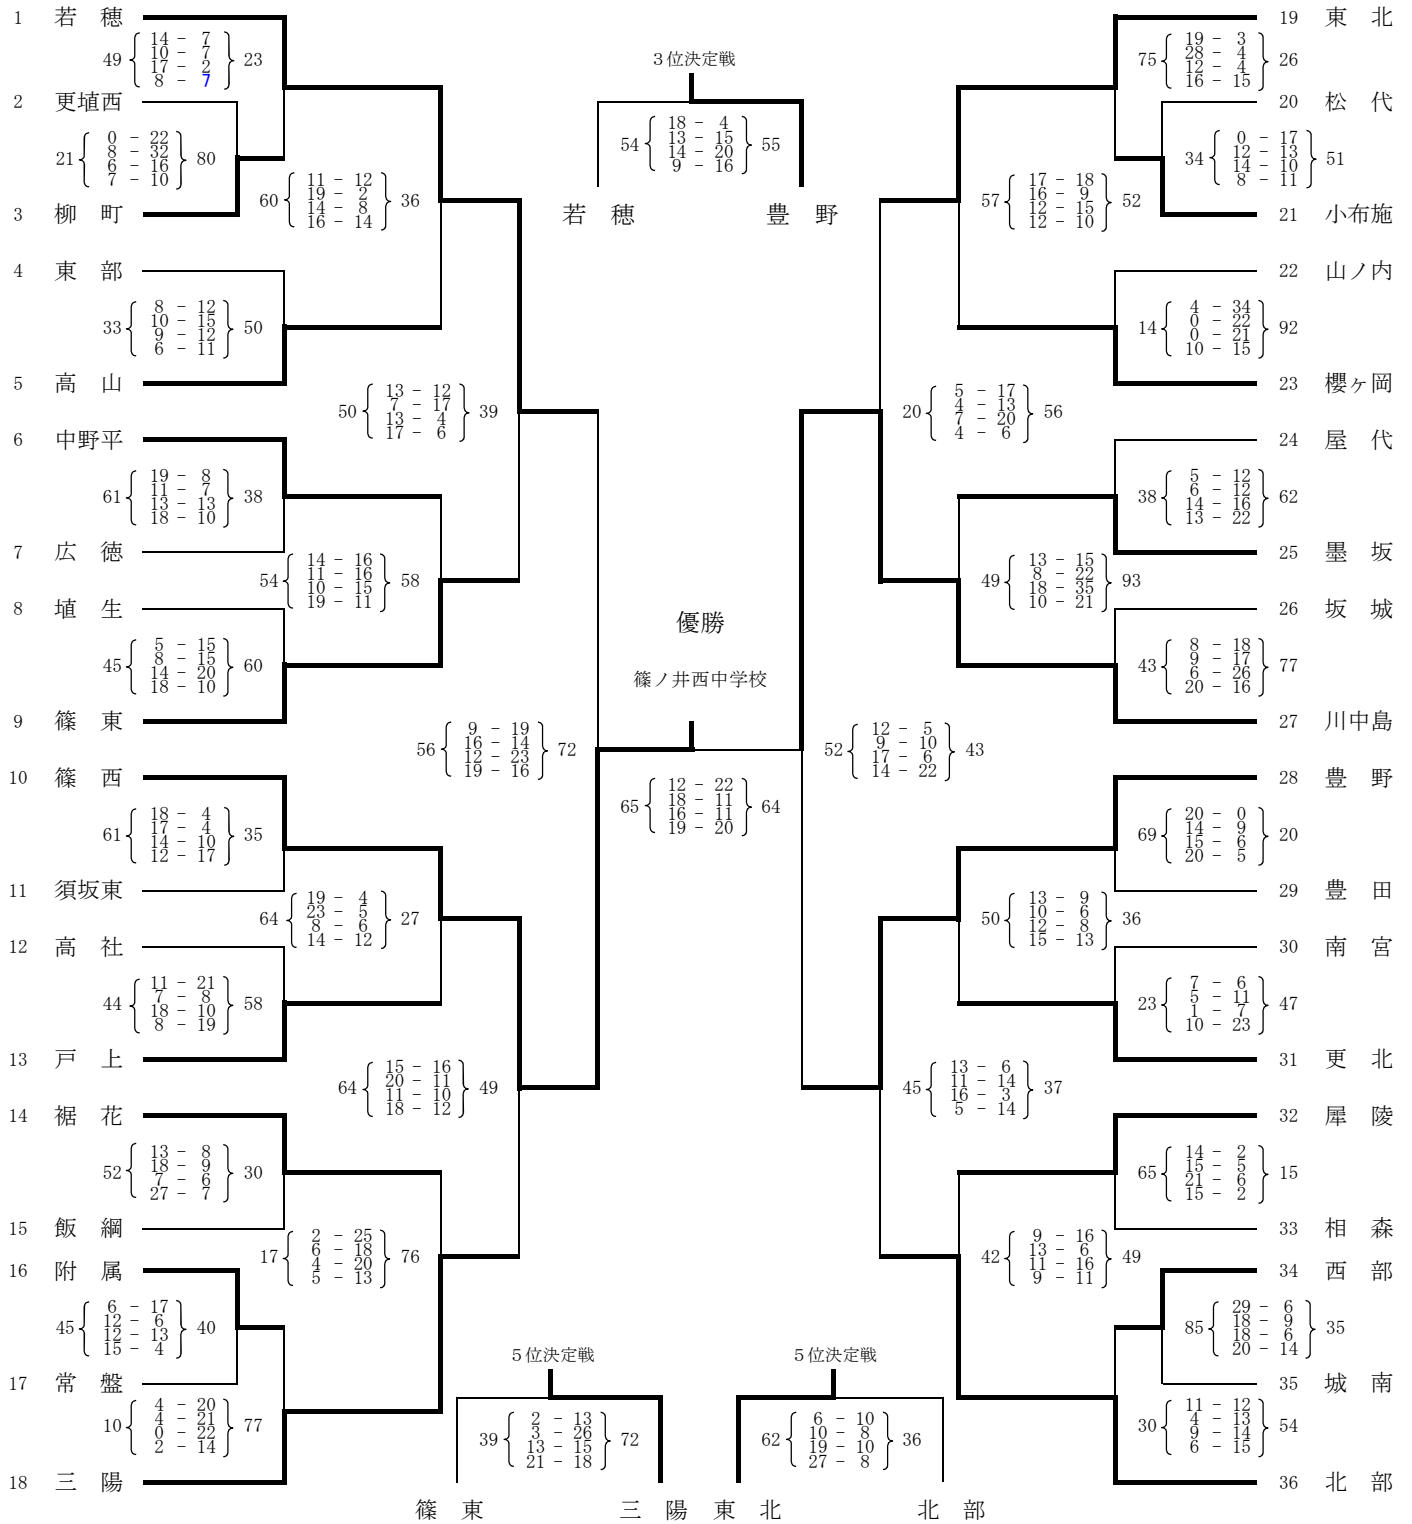 1 若 穂
49 { 14 - 7 } 23
10 - 7
17 - 2
8 - 7
2 更埴西
21 { 0 - 22 } 80
8 - 32
6 - 16
7 - 10
3 柳 町
60 { 11 - 12 } 36
19 - 2
14 - 8
16 - 14
4 東 部
33 { 8 - 12 } 50
10 - 15
9 - 12
6 - 11
5 高 山
50 { 13 - 12 } 39
7 - 17
13 - 4
17 - 6
6 中野平
61 { 19 - 8 } 38
11 - 7
13 - 13
18 - 10
7 広 徳
54 { 14 - 16 } 58
11 - 16
10 - 15
19 - 11
8 埴 生
45 { 5 - 15 } 60
8 - 15
14 - 20
18 - 10
9 篠 東
56 { 9 - 19 } 72
16 - 14
12 - 23
19 - 16
10 篠 西
61 { 18 - 4 } 35
17 - 4
14 - 10
12 - 17
11 須坂東
64 { 19 - 4 } 27
23 - 5
8 - 6
14 - 12
12 高 社
44 { 11 - 21 } 58
7 - 8
18 - 10
8 - 19
13 戸 上
64 { 15 - 16 } 49
20 - 11
11 - 10
18 - 12
14 裾 花
52 { 13 - 8 } 30
18 - 9
7 - 6
27 - 7
15 飯 綱
17 { 2 - 25 } 76
6 - 18
4 - 20
5 - 13
16 附 属
45 { 6 - 17 } 40
12 - 6
12 - 13
15 - 4
17 常 盤
10 { 4 - 20 } 77
4 - 21
0 - 22
2 - 14
18 三 陽
3位決定戦
54 { 18 - 4 } 55
13 - 15
14 - 20
9 - 16
若 穂 豊 野
優勝
篠ノ井西中学校
65 { 12 - 22 } 64
18 - 11
16 - 11
19 - 20
5位決定戦
39 { 2 - 13 } 72
3 - 26
13 - 15
21 - 18
篠 東 三 陽
5位決定戦
62 { 6 - 10 } 36
10 - 8
19 - 10
27 - 8
東 北 北 部
19 東 北
75 { 19 - 3 } 26
28 - 4
12 - 4
16 - 15
20 松 代
34 { 0 - 17 } 51
12 - 13
14 - 10
8 - 11
21 小布施
57 { 17 - 18 } 52
16 - 9
12 - 15
12 - 10
22 山ノ内
14 { 4 - 34 } 92
0 - 22
0 - 21
10 - 15
23 櫻ヶ岡
20 { 5 - 17 } 56
4 - 13
7 - 20
4 - 6
24 屋 代
38 { 5 - 12 } 62
6 - 12
14 - 16
13 - 22
25 墨 坂
49 { 13 - 15 } 93
8 - 22
18 - 35
10 - 21
26 坂 城
43 { 8 - 18 } 77
9 - 17
6 - 26
20 - 16
27 川中島
52 { 12 - 5 } 43
9 - 10
17 - 6
14 - 22
28 豊 野
69 { 20 - 0 } 20
14 - 9
15 - 6
20 - 5
29 豊 田
50 { 13 - 9 } 36
10 - 6
12 - 8
15 - 13
30 南 宮
23 { 7 - 6 } 47
5 - 11
1 - 7
10 - 23
31 更 北
45 { 13 - 6 } 37
11 - 14
16 - 3
5 - 14
32 犀 陵
65 { 14 - 2 } 15
15 - 5
21 - 6
15 - 2
33 相 森
42 { 9 - 16 } 49
13 - 6
11 - 16
9 - 11
34 西 部
85 { 29 - 6 } 35
18 - 9
18 - 6
20 - 14
35 城 南
30 { 11 - 12 } 54
4 - 13
9 - 14
6 - 15
36 北 部